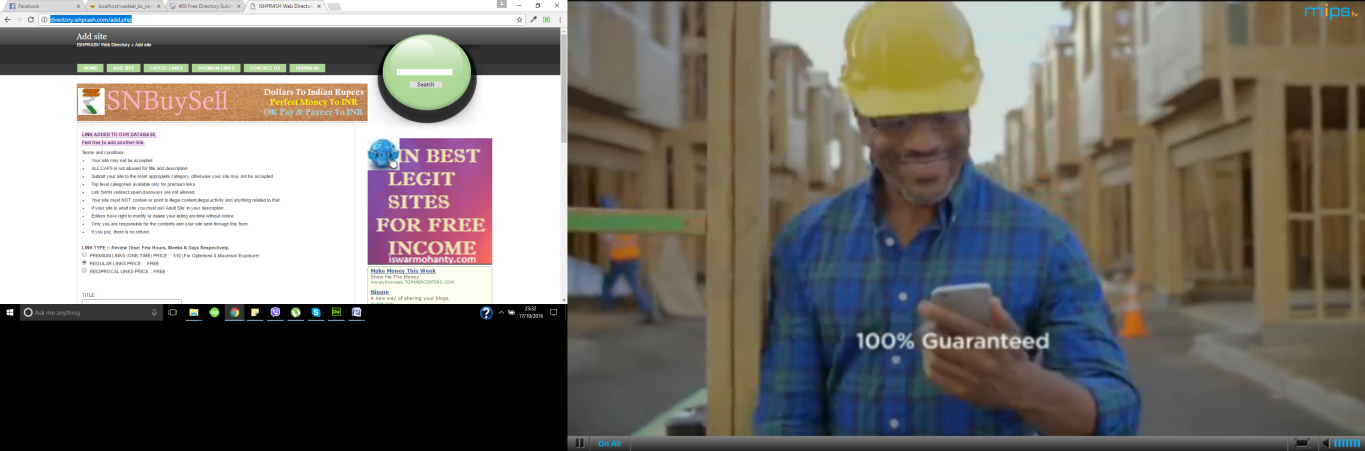 Facebook
localhost/wedeal_bc_rw
400 Free Directory Subm
ISHPRASH Web Directory
directory.ishprash.com/add.php
Add site
ISHPRASH Web Directory » Add site
HOME
ADD SITE
LATEST LINKS
PREMIUM LINKS
CONTACT US
ISHPRASH
Search
SNBuySell
Dollars To Indian Rupees
Perfect Money To INR
OK Pay & Payeer To INR
LINK ADDED TO OUR DATABASE.
Feel free to add another link.
Terms and conditions
Your site may not be accepted.
ALL CAPS is not allowed for title and description.
Submit your site to the most appropriate category, otherwise your site may not be accepted.
Top level categories available only for premium links.
Link farms,redirect,spam,doorways are not allowed.
Your site must NOT contain or point to illegal content,illegal activity and anything related to that.
If your site is adult site you must put 'Adult Site' in your description.
Editors have right to modify or delete your listing anytime without notice.
Only you are responsible for the contents and your site sent through this form.
If you pay, there is no refund.
LINK TYPE :: Review Time: Few Hours, Weeks & Days Respectively.
PREMIUM LINKS (ONE-TIME) PRICE : $10 (For Optimised & Maximum Exposure)
REGULAR LINKS PRICE : FREE
RECIPROCAL LINKS PRICE : FREE
TITLE :
IN BEST
LEGIT
SITES
FOR FREE
INCOME
iswarmohanty.com
Make Money This Week
Show Me The Money
moneythisweek.TOP4PERCENTERS.COM
Niume
A new way of sharing your blogs.
Ask me anything
23:32
17/10/2016
mips tv
100% Guaranteed
On Air